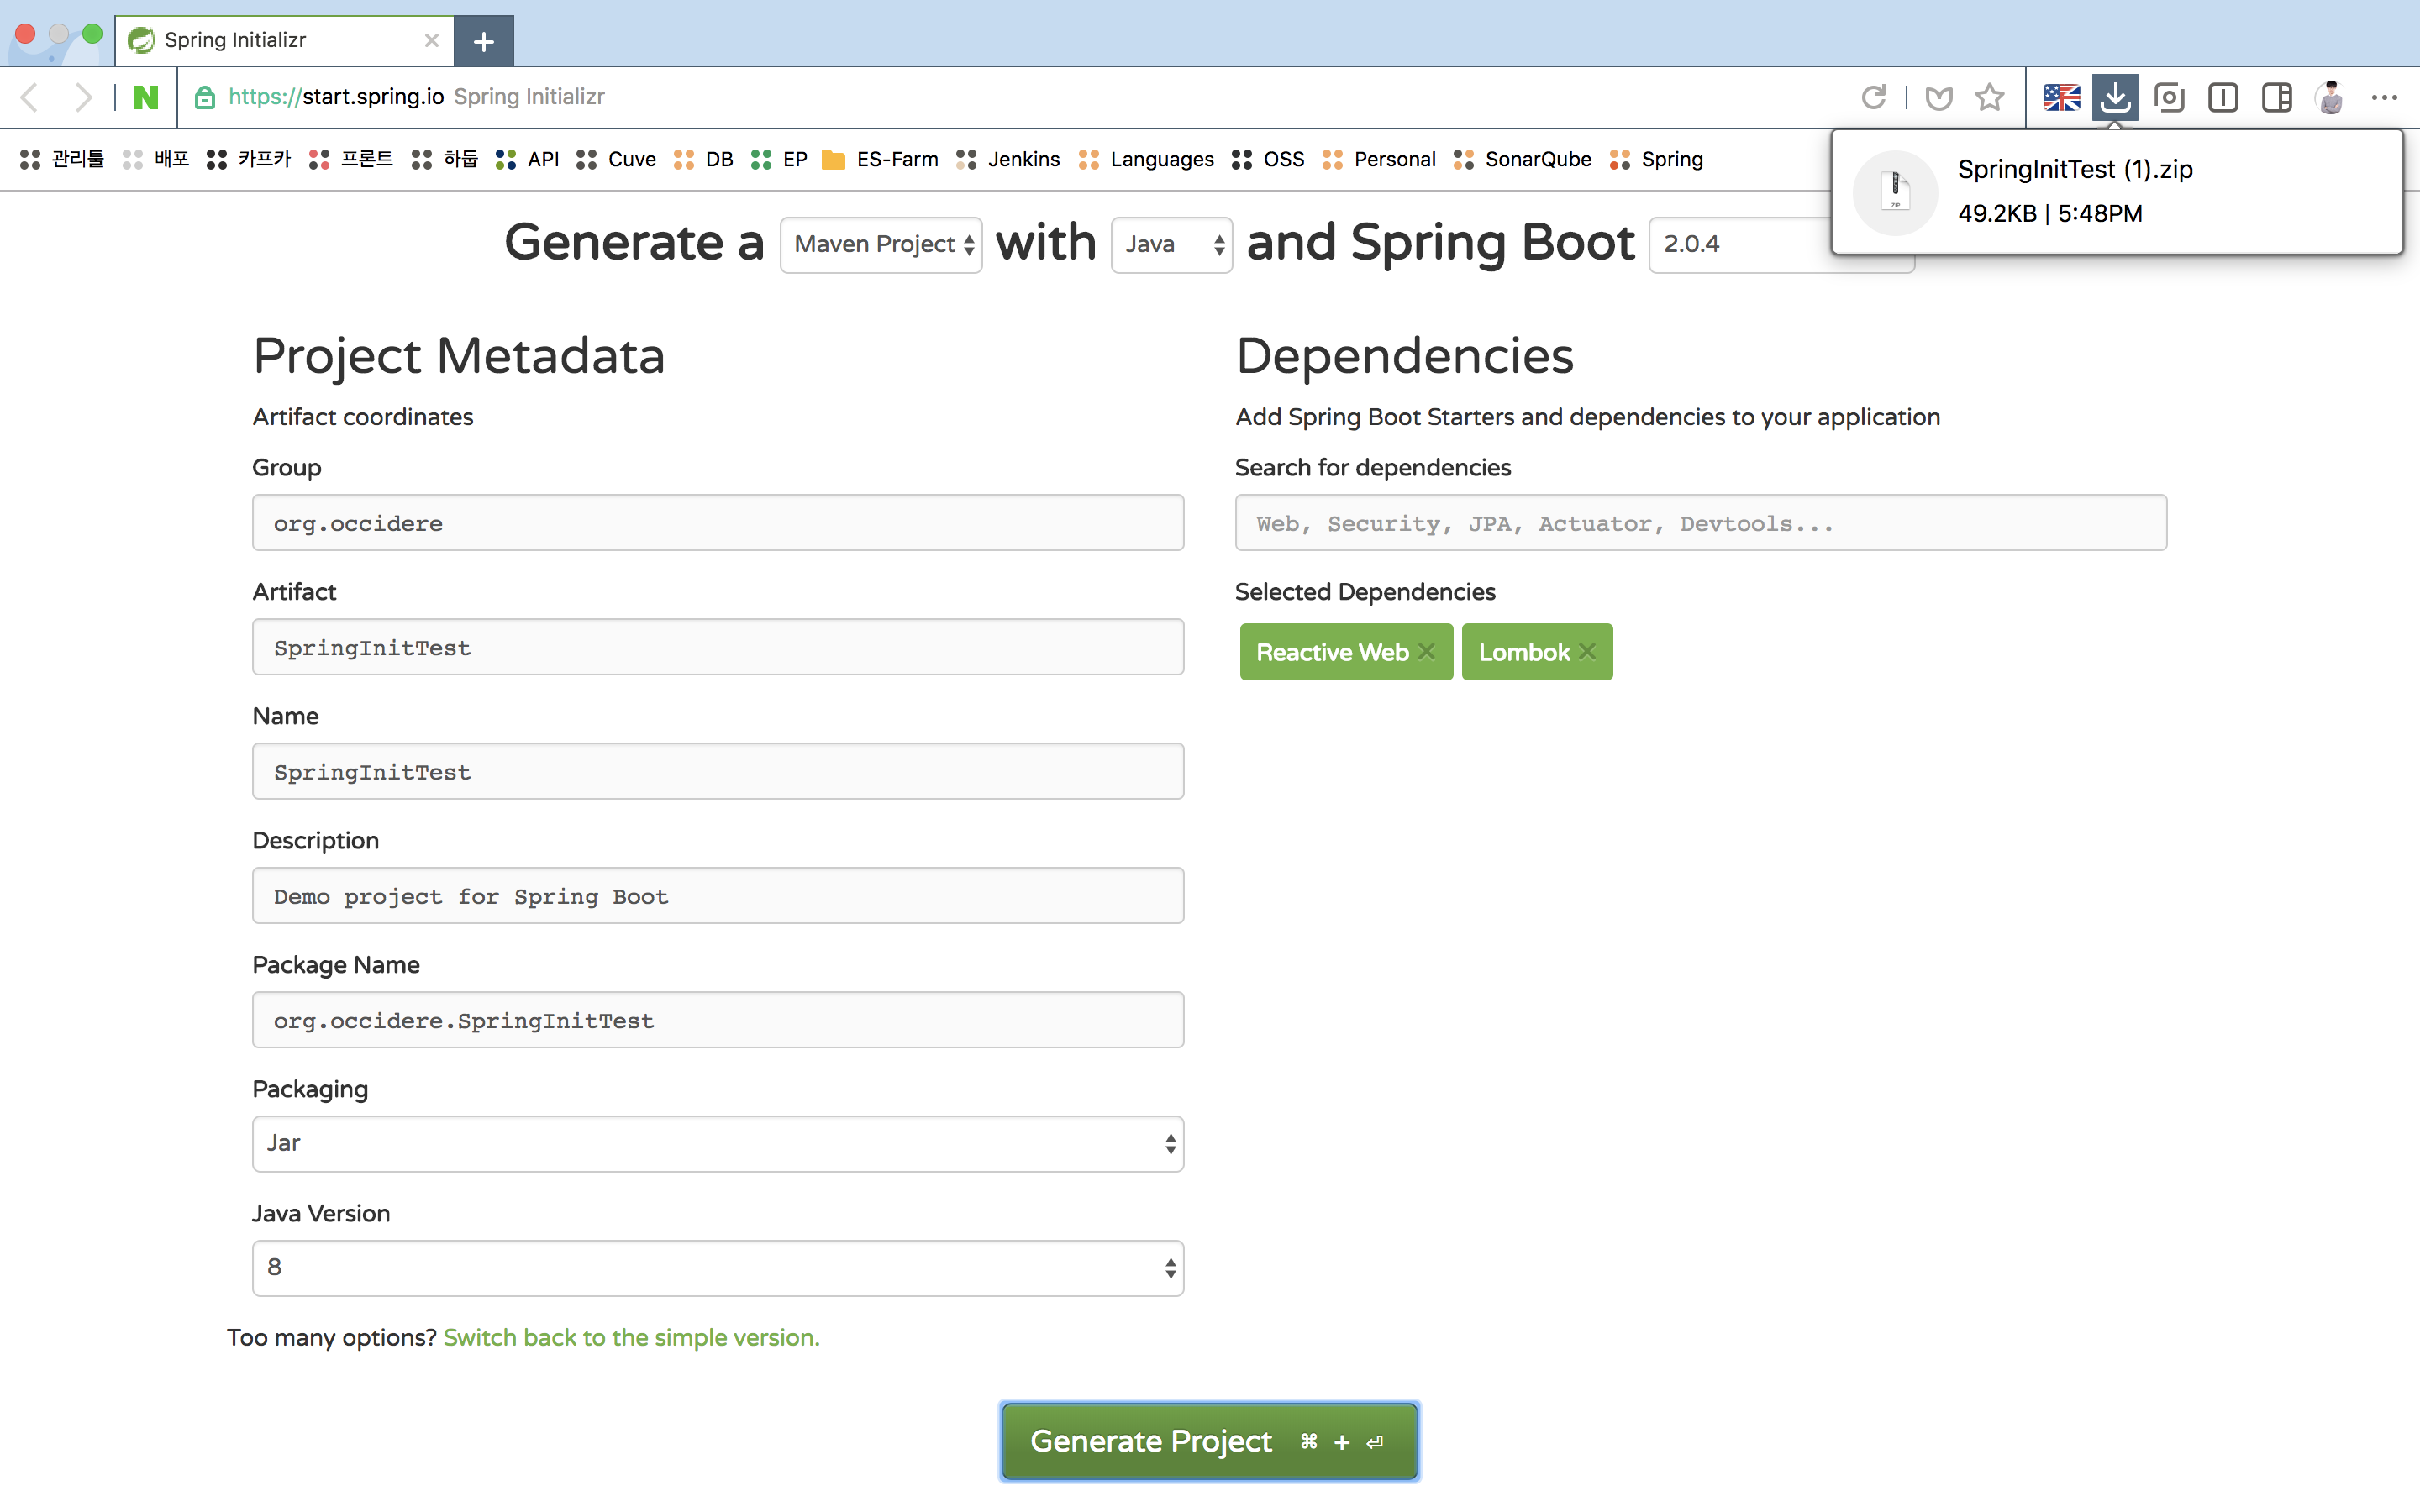 Spring Initializr
N https://start.spring.io Spring Initializr
관리툴 배포 카프카 프론트 하둡 API Cuve DB EP ES-Farm Jenkins Languages OSS Personal SonarQube Spring
SpringInitTest (1).zip
ZIP
49.2KB | 5:48PM
Generate a Maven Project with Java and Spring Boot 2.0.4
Project Metadata
Artifact coordinates
Group
org.occidere
Artifact
SpringInitTest
Name
SpringInitTest
Description
Demo project for Spring Boot
Package Name
org.occidere.SpringInitTest
Packaging
Jar
Java Version
8
Too many options? Switch back to the simple version.
Dependencies
Add Spring Boot Starters and dependencies to your application
Search for dependencies
Web, Security, JPA, Actuator, Devtools...
Selected Dependencies
Reactive Web × Lombok ×
Generate Project ⌘ + ⏎